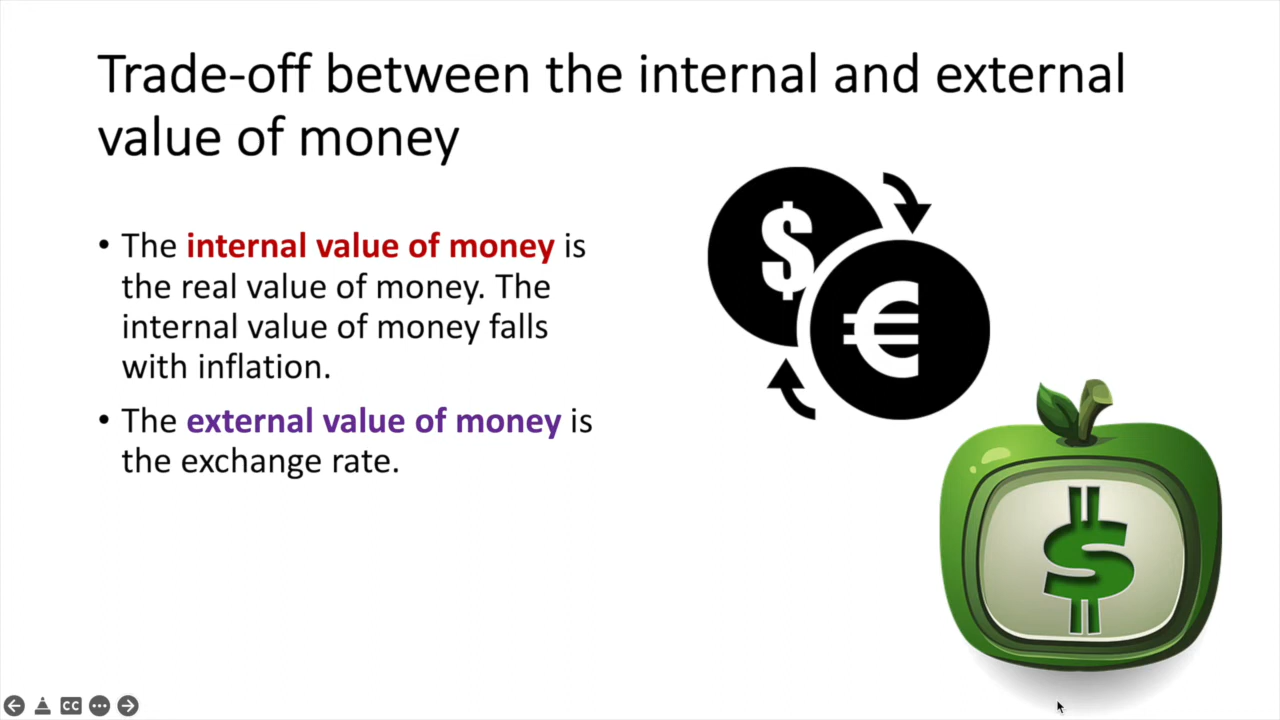 Trade-off between the internal and external
value of money
• The internal value of money is
the real value of money. The
internal value of money falls
with inflation.
• The external value of money is
the exchange rate.
$
€
$
CC